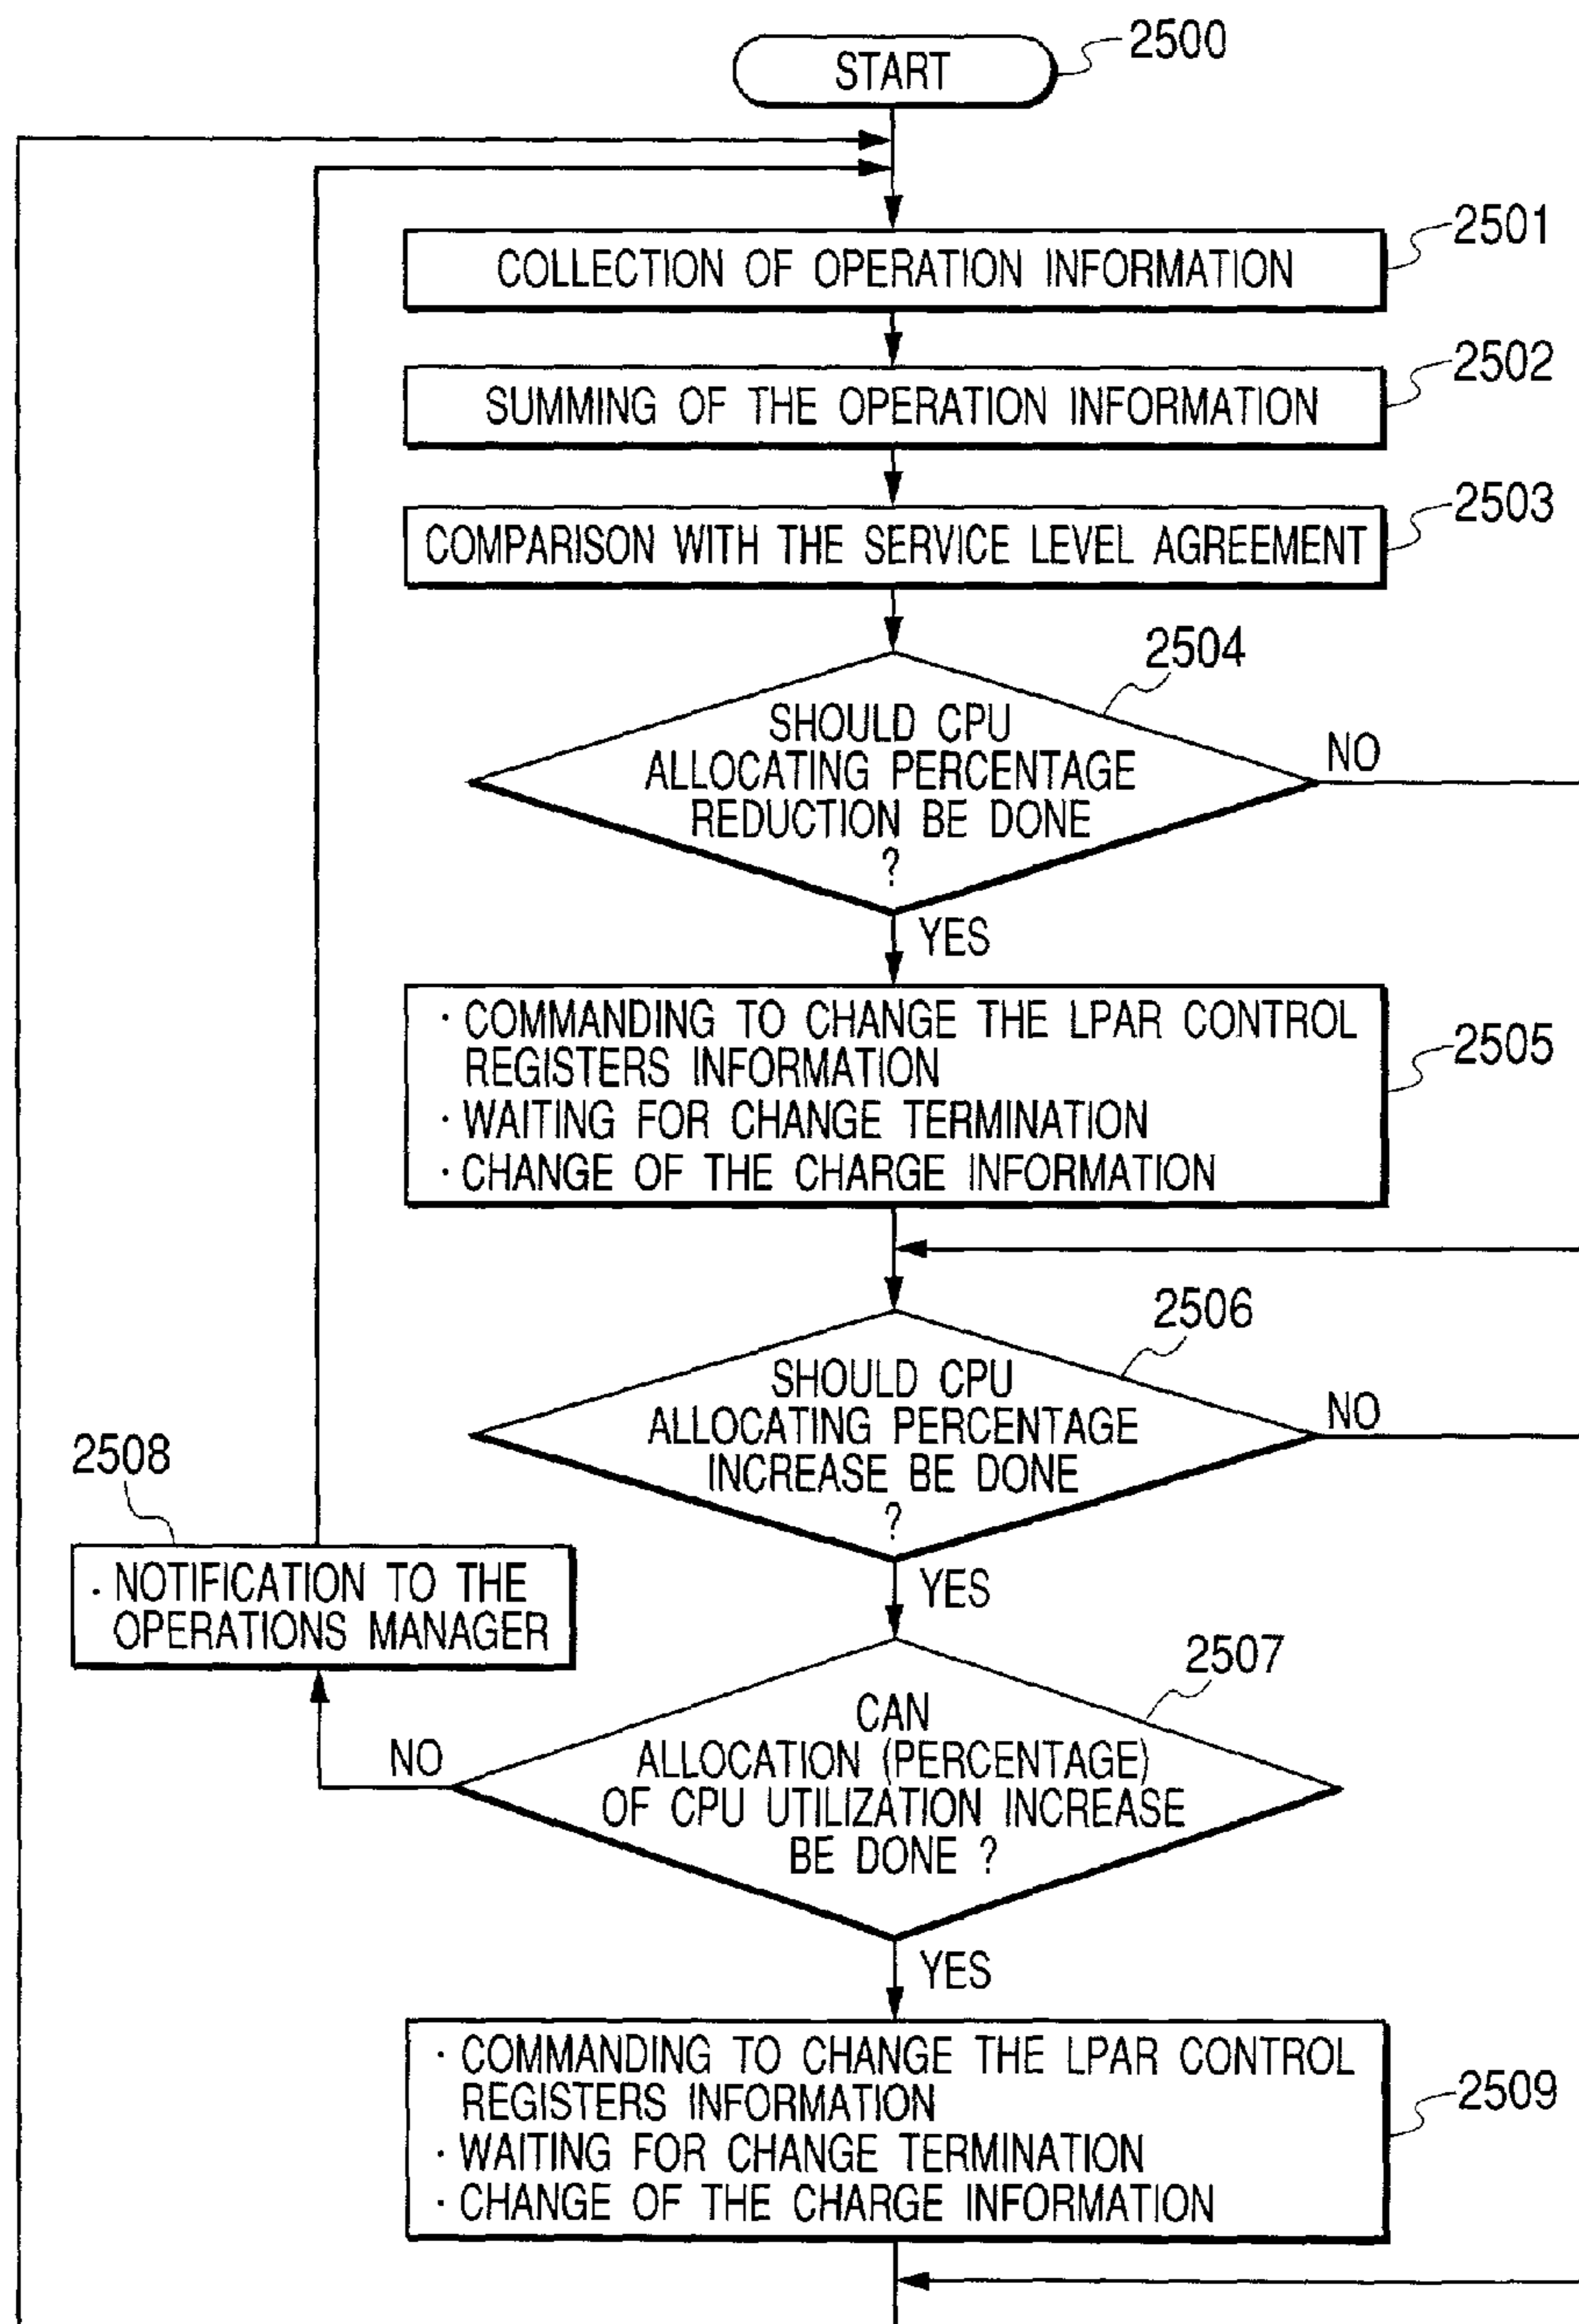 START
2500
COLLECTION OF OPERATION INFORMATION
2501
SUMMING OF THE OPERATION INFORMATION
2502
COMPARISON WITH THE SERVICE LEVEL AGREEMENT
2503
2504
SHOULD CPU
ALLOCATING PERCENTAGE
REDUCTION BE DONE
?
NO
YES
· COMMANDING TO CHANGE THE LPAR CONTROL
REGISTERS INFORMATION
· WAITING FOR CHANGE TERMINATION
· CHANGE OF THE CHARGE INFORMATION
2505
2506
SHOULD CPU
ALLOCATING PERCENTAGE
INCREASE BE DONE
?
NO
YES
2508
· NOTIFICATION TO THE
OPERATIONS MANAGER
2507
CAN
ALLOCATION (PERCENTAGE)
OF CPU UTILIZATION INCREASE
BE DONE ?
NO
YES
· COMMANDING TO CHANGE THE LPAR CONTROL
REGISTERS INFORMATION
· WAITING FOR CHANGE TERMINATION
· CHANGE OF THE CHARGE INFORMATION
2509